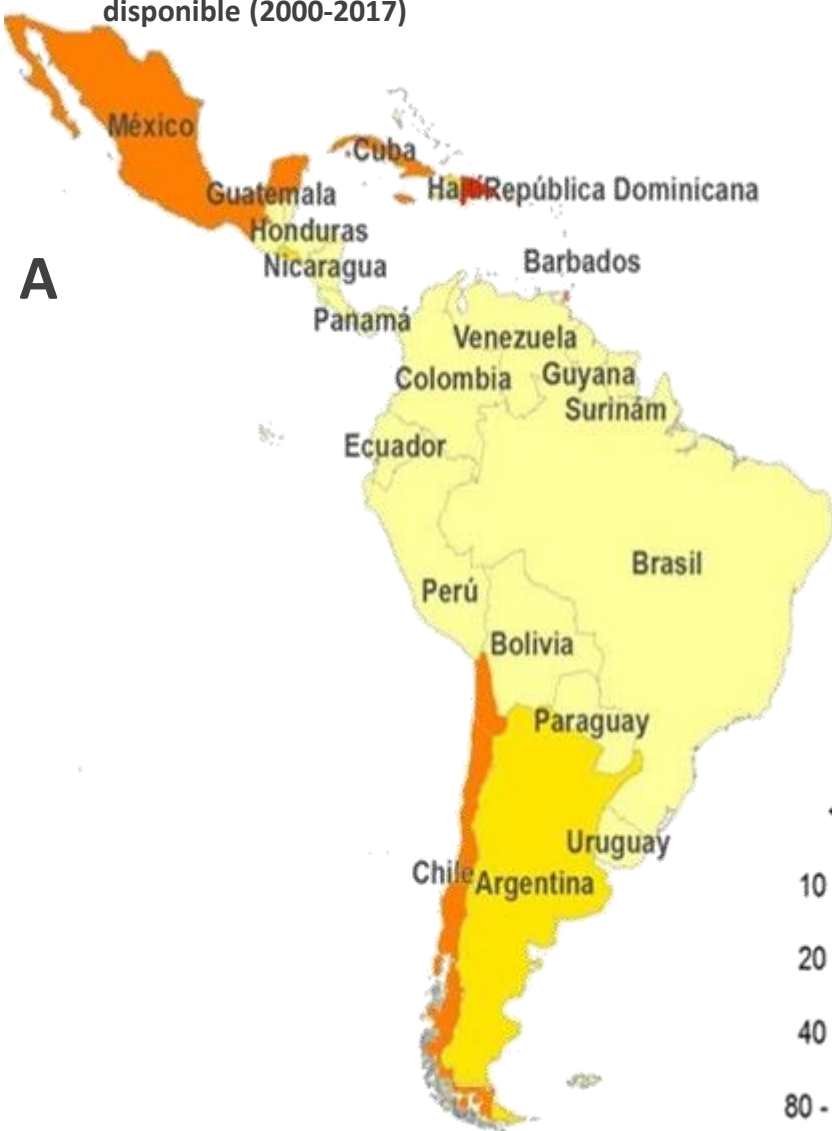 disponible (2000-2017)
México
Cuba
Guatemala
Haití República Dominicana
Honduras
A
Nicaragua
Barbados
Panamá
Venezuela
Colombia
Guyana
Surinám
Ecuador
Brasil
Perú
Bolivia
Paraguay
Uruguay
Chile
Argentina
10
20
40
80 -